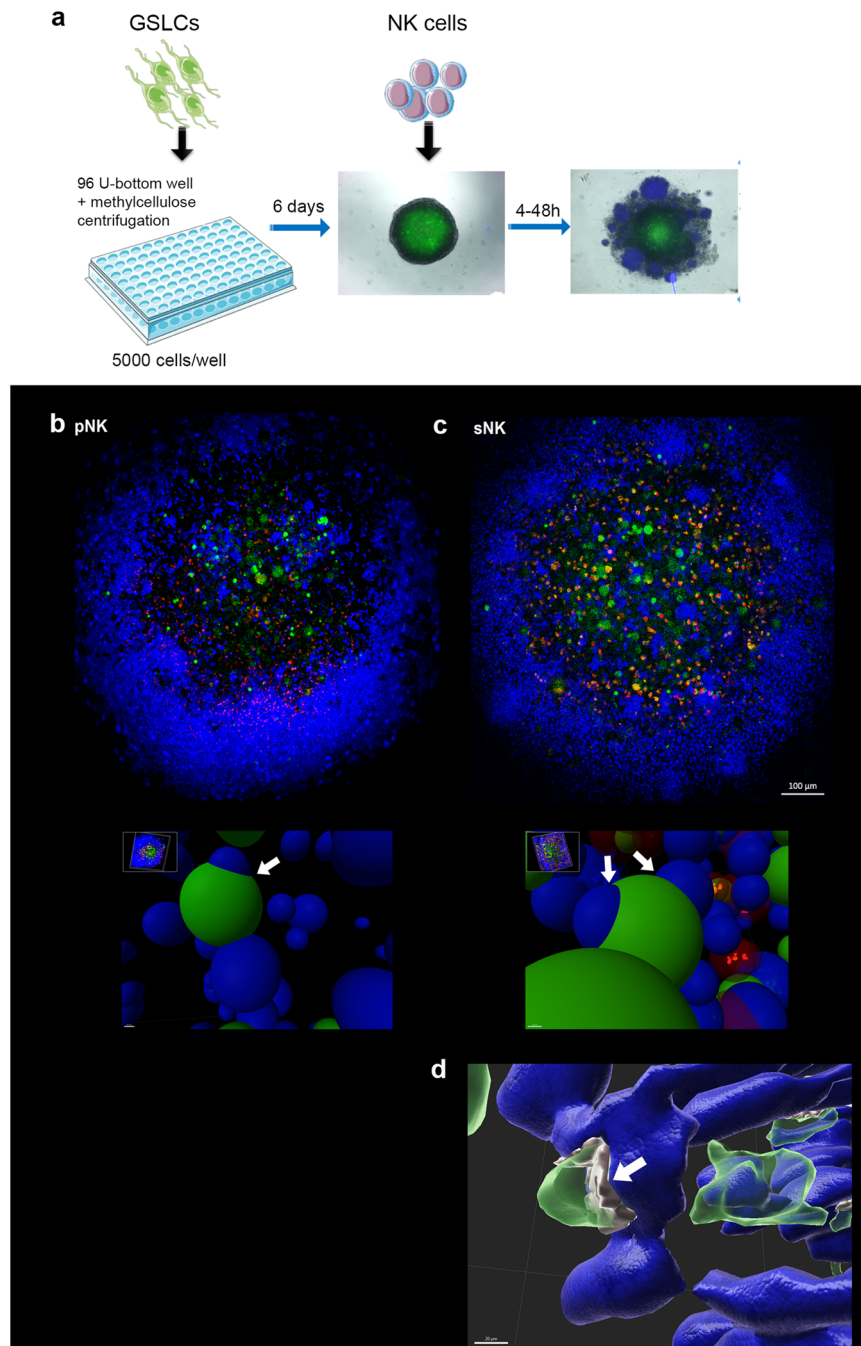 a
GSLCs
NK cells
96 U-bottom well
+ methylcellulose
centrifugation
6 days
4-48h
5000 cells/well
b pNK
c sNK
100 µm
d
20 µm